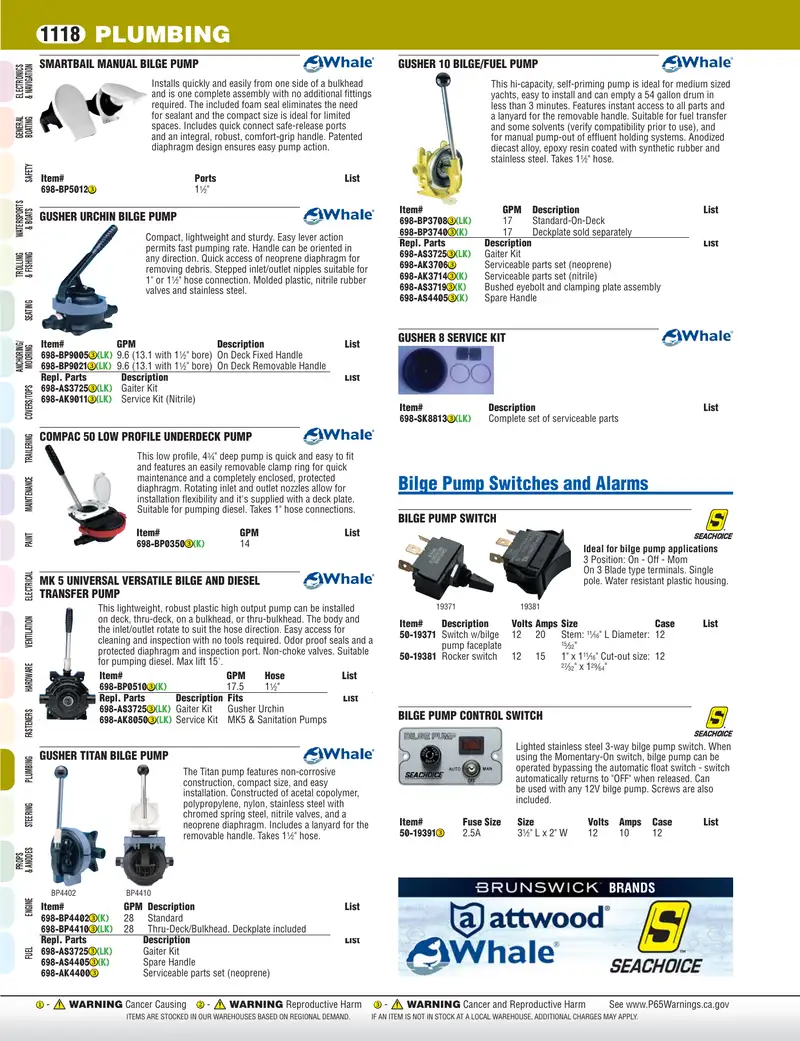 1118 PLUMBING
ELECTRONICS & NAVIGATION
GENERAL BOATING
SAFETY
WATERSPORTS & BOATS
TROLLING & FISHING
SEATING
ANCHORING/ MOORING
COVERS/TOPS
TRAILERING
MAINTENANCE
PAINT
ELECTRICAL
VENTILATION
HARDWARE
FASTENERS
PLUMBING
STEERING
PROPS & ANODES
ENGINE
FUEL
SMARTBAIL MANUAL BILGE PUMP
Whale®
Installs quickly and easily from one side of a bulkhead
and is one complete assembly with no additional fittings
required. The included foam seal eliminates the need
for sealant and the compact size is ideal for limited
spaces. Includes quick connect safe-release ports
and an integral, robust, comfort-grip handle. Patented
diaphragm design ensures easy pump action.
Item# Ports List
698-BP5012 3 1½"
GUSHER URCHIN BILGE PUMP
Whale®
Compact, lightweight and sturdy. Easy lever action
permits fast pumping rate. Handle can be oriented in
any direction. Quick access of neoprene diaphragm for
removing debris. Stepped inlet/outlet nipples suitable for
1" or 1½" hose connection. Molded plastic, nitrile rubber
valves and stainless steel.
Item# GPM Description List
698-BP9005 3 (LK) 9.6 (13.1 with 1½" bore) On Deck Fixed Handle
698-BP9021 3 (LK) 9.6 (13.1 with 1½" bore) On Deck Removable Handle
Repl. Parts Description List
698-AS3725 3 (LK) Gaiter Kit
698-AK9011 3 (LK) Service Kit (Nitrile)
COMPAC 50 LOW PROFILE UNDERDECK PUMP
Whale®
This low profile, 4¾" deep pump is quick and easy to fit
and features an easily removable clamp ring for quick
maintenance and a completely enclosed, protected
diaphragm. Rotating inlet and outlet nozzles allow for
installation flexibility and it's supplied with a deck plate.
Suitable for pumping diesel. Takes 1" hose connections.
Item# GPM List
698-BP0350 3 (K) 14
MK 5 UNIVERSAL VERSATILE BILGE AND DIESEL
TRANSFER PUMP
Whale®
This lightweight, robust plastic high output pump can be installed
on deck, thru-deck, on a bulkhead, or thru-bulkhead. The body and
the inlet/outlet rotate to suit the hose direction. Easy access for
cleaning and inspection with no tools required. Odor proof seals and a
protected diaphragm and inspection port. Non-choke valves. Suitable
for pumping diesel. Max lift 15'.
Item# GPM Hose List
698-BP0510 3 (K) 17.5 1½"
Repl. Parts Description Fits List
698-AS3725 3 (LK) Gaiter Kit Gusher Urchin
698-AK8050 3 (LK) Service Kit MK5 & Sanitation Pumps
GUSHER TITAN BILGE PUMP
Whale®
The Titan pump features non-corrosive
construction, compact size, and easy
installation. Constructed of acetal copolymer,
polypropylene, nylon, stainless steel with
chromed spring steel, nitrile valves, and a
neoprene diaphragm. Includes a lanyard for the
removable handle. Takes 1½" hose.
BP4402 BP4410
Item# GPM Description List
698-BP4402 3 (K) 28 Standard
698-BP4410 3 (LK) 28 Thru-Deck/Bulkhead. Deckplate included
Repl. Parts Description List
698-AS3725 3 (LK) Gaiter Kit
698-AS4405 3 (K) Spare Handle
698-AK4400 3 Serviceable parts set (neoprene)
GUSHER 10 BILGE/FUEL PUMP
Whale®
This hi-capacity, self-priming pump is ideal for medium sized
yachts, easy to install and can empty a 54 gallon drum in
less than 3 minutes. Features instant access to all parts and
a lanyard for the removable handle. Suitable for fuel transfer
and some solvents (verify compatibility prior to use), and
for manual pump-out of effluent holding systems. Anodized
diecast alloy, epoxy resin coated with synthetic rubber and
stainless steel. Takes 1½" hose.
Item# GPM Description List
698-BP3708 3 (LK) 17 Standard-On-Deck
698-BP3740 3 (K) 17 Deckplate sold separately
Repl. Parts Description List
698-AS3725 3 (LK) Gaiter Kit
698-AK3706 3 Serviceable parts set (neoprene)
698-AK3714 3 (K) Serviceable parts set (nitrile)
698-AS3719 3 (K) Bushed eyebolt and clamping plate assembly
698-AS4405 3 (K) Spare Handle
GUSHER 8 SERVICE KIT
Whale®
Item# Description List
698-SK8813 3 (LK) Complete set of serviceable parts
Bilge Pump Switches and Alarms
BILGE PUMP SWITCH
S SEACHOICE
Ideal for bilge pump applications
3 Position: On - Off - Mom
On 3 Blade type terminals. Single
pole. Water resistant plastic housing.
19371 19381
Item# Description Volts Amps Size Case List
50-19371 Switch w/bilge 12 20 Stem: 11/16" L Diameter: 12
pump faceplate 15/32"
50-19381 Rocker switch 12 15 1" x 1 11/16" Cut-out size: 12
27/32" x 1 29/64"
BILGE PUMP CONTROL SWITCH
S SEACHOICE
BILGE PUMP
SEACHOICE
AUTO MAN
OFF
Lighted stainless steel 3-way bilge pump switch. When
using the Momentary-On switch, bilge pump can be
operated bypassing the automatic float switch - switch
automatically returns to "OFF" when released. Can
be used with any 12V bilge pump. Screws are also
included.
Item# Fuse Size Size Volts Amps Case List
50-19391 3 2.5A 3½" L x 2" W 12 10 12
BRUNSWICK BRANDS
attwood®
Whale®
S SEACHOICE
1 - WARNING Cancer Causing 2 - WARNING Reproductive Harm 3 - WARNING Cancer and Reproductive Harm See www.P65Warnings.ca.gov
ITEMS ARE STOCKED IN OUR WAREHOUSES BASED ON REGIONAL DEMAND. IF AN ITEM IS NOT IN STOCK AT A LOCAL WAREHOUSE, ADDITIONAL CHARGES MAY APPLY.